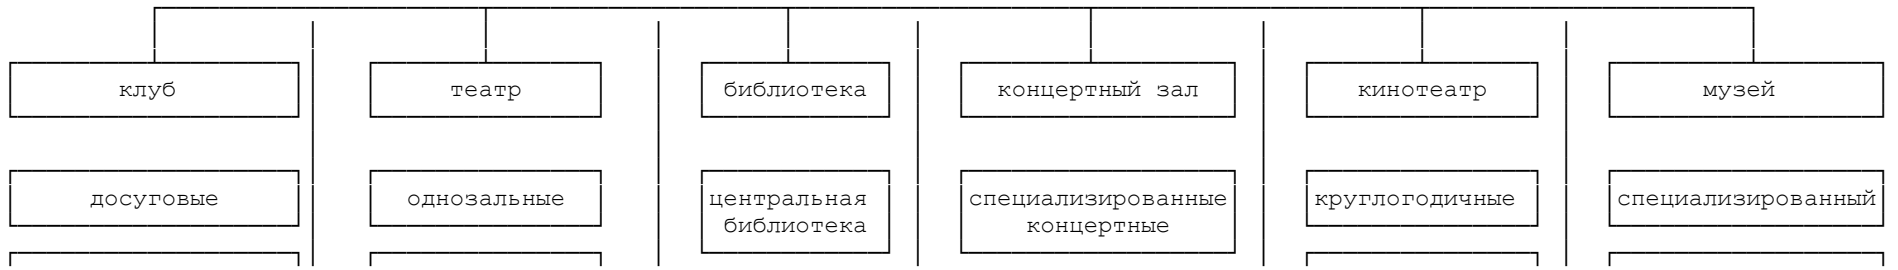 клуб театр библиотека концертный зал кинотеатр музей
досуговые однозальные центральная специализированные круглогодичные специализированный
библиотека концертные